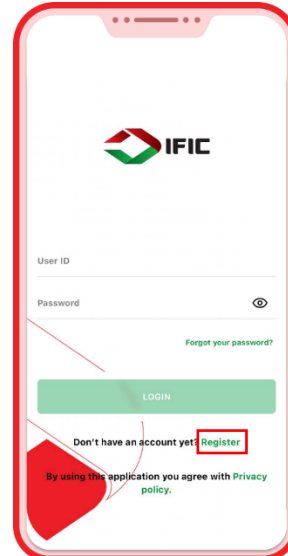 IFIC
User ID
Password
Forgot your password?
LOGIN
Don't have an account yet? Register
By using this application you agree with Privacy
policy.